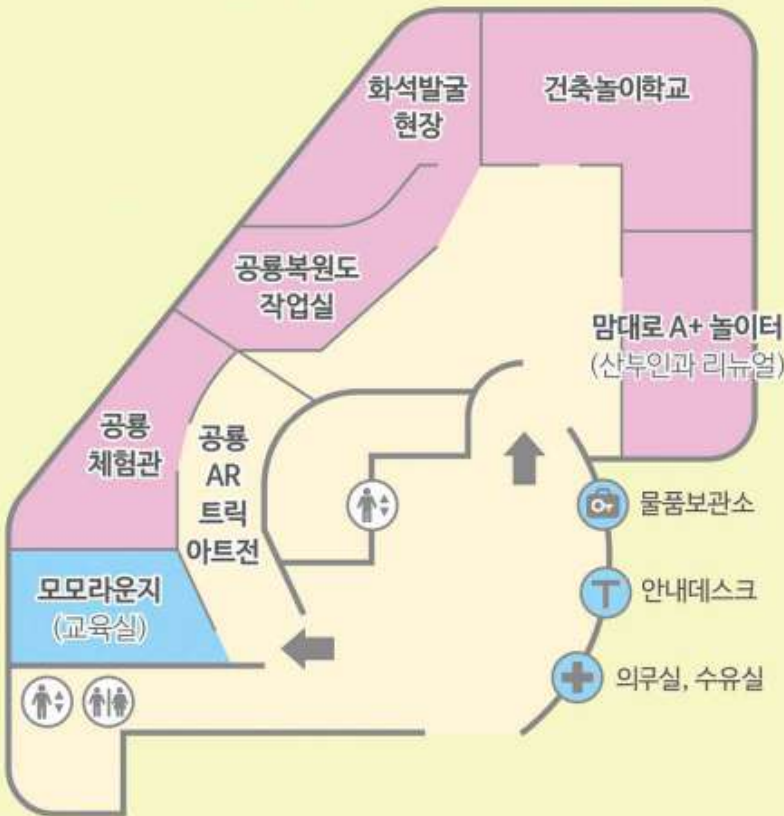 화석발굴
현장
건축놀이학교
공룡복원도
작업실
맘대로 A+ 놀이터
(산투인과 리뉴얼)
공룡
체험관
공룡
AR
트릭
아트전
물품보관소
모모라운지
(교육실)
안내데스크
의무실, 수유실